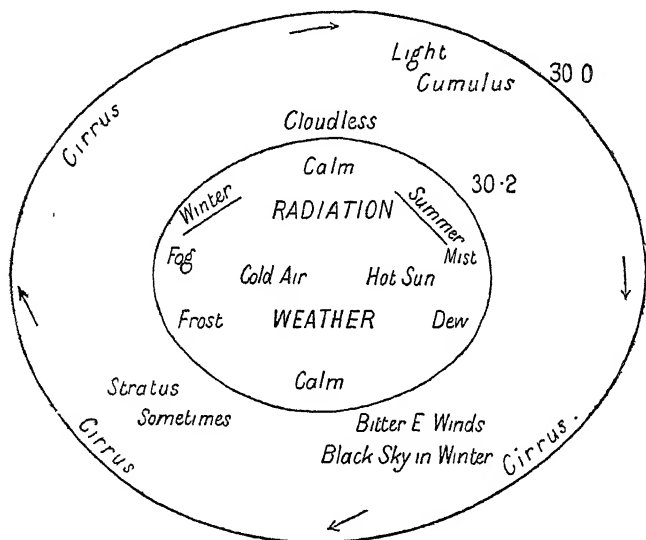 Light
Cumulus
30 0
Cirrus
Cloudless
Calm
30·2
Winter
Summer
RADIATION
Fog
Mist
Cold Air
Hot Sun
Frost
WEATHER
Dew
Calm
Stratus
Sometimes
Bitter E Winds
Black Sky in Winter
Cirrus
Cirrus.